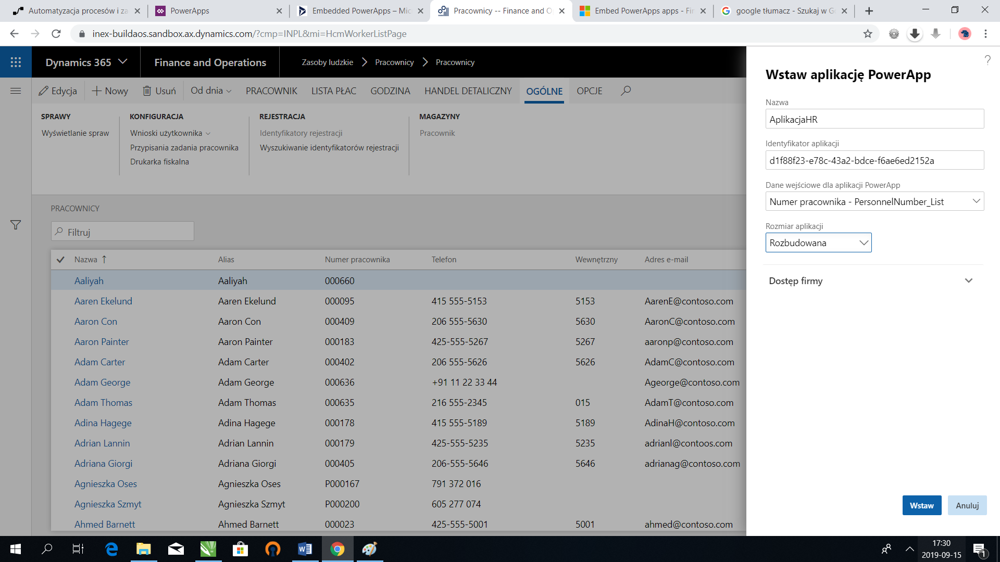 Automatyzacja procesów i za
PowerApps
Embedded PowerApps – Mic
Pracownicy -- Finance and O
Embed PowerApps apps - Fin
google tłumacz - Szukaj w Go
inex-buildaos.sandbox.ax.dynamics.com/?cmp=INPL&mi=HcmWorkerListPage
Dynamics 365 Finance and Operations Zasoby ludzkie Pracownicy Pracownicy
Edycja Nowy Usuń Od dnia PRACOWNIK LISTA PŁAC GODZINA HANDEL DETALICZNY OGÓLNE OPCJE
SPRAWY
Wyświetlanie spraw
KONFIGURACJA
Wnioski użytkownika
Przypisania zadania pracownika
Drukarka fiskalna
REJESTRACJA
Identyfikatory rejestracji
Wyszukiwanie identyfikatorów rejestracji
MAGAZYNY
Pracownik
PRACOWNICY
Filtruj
Nazwa ↑ Alias Numer pracownika Telefon Wewnętrzny Adres e-mail
Aaliyah Aaliyah 000660
Aaren Ekelund Aaren Ekelund 000095 415 555-5153 5153 AarenE@contoso.com
Aaron Con Aaron Con 000409 206 555-5630 5630 AaronC@contoso.com
Aaron Painter Aaron Painter 000183 425-555-5267 5267 aaronp@contoso.com
Adam Carter Adam Carter 000402 206 555-5626 5626 AdamC@contoso.com
Adam George Adam George 000636 +91 11 22 33 44 Ageorge@contoso.com
Adam Thomas Adam Thomas 000635 216 555-2345 015 AdamT@contoso.com
Adina Hagege Adina Hagege 000178 415 555-5189 5189 AdinaH@contoso.com
Adrian Lannin Adrian Lannin 000179 425-555-5235 5235 adrianl@contoos.com
Adriana Giorgi Adriana Giorgi 000405 206-555-5646 5646 adrianag@contoso.com
Agnieszka Oses Agnieszka Oses P000167 791 372 016
Agnieszka Szmyt Agnieszka Szmyt P000200 605 277 074
Ahmed Barnett Ahmed Barnett 000023 425-555-5001 5001 ahmed@contoso.com
?
Wstaw aplikację PowerApp
Nazwa
AplikacjaHR
Identyfikator aplikacji
d1f88f23-e78c-43a2-bdce-f6ae6ed2152a
Dane wejściowe dla aplikacji PowerApp
Numer pracownika - PersonnelNumber_List
Rozmiar aplikacji
Rozbudowana
Dostęp firmy
Wstaw Anuluj
17:30
2019-09-15
1